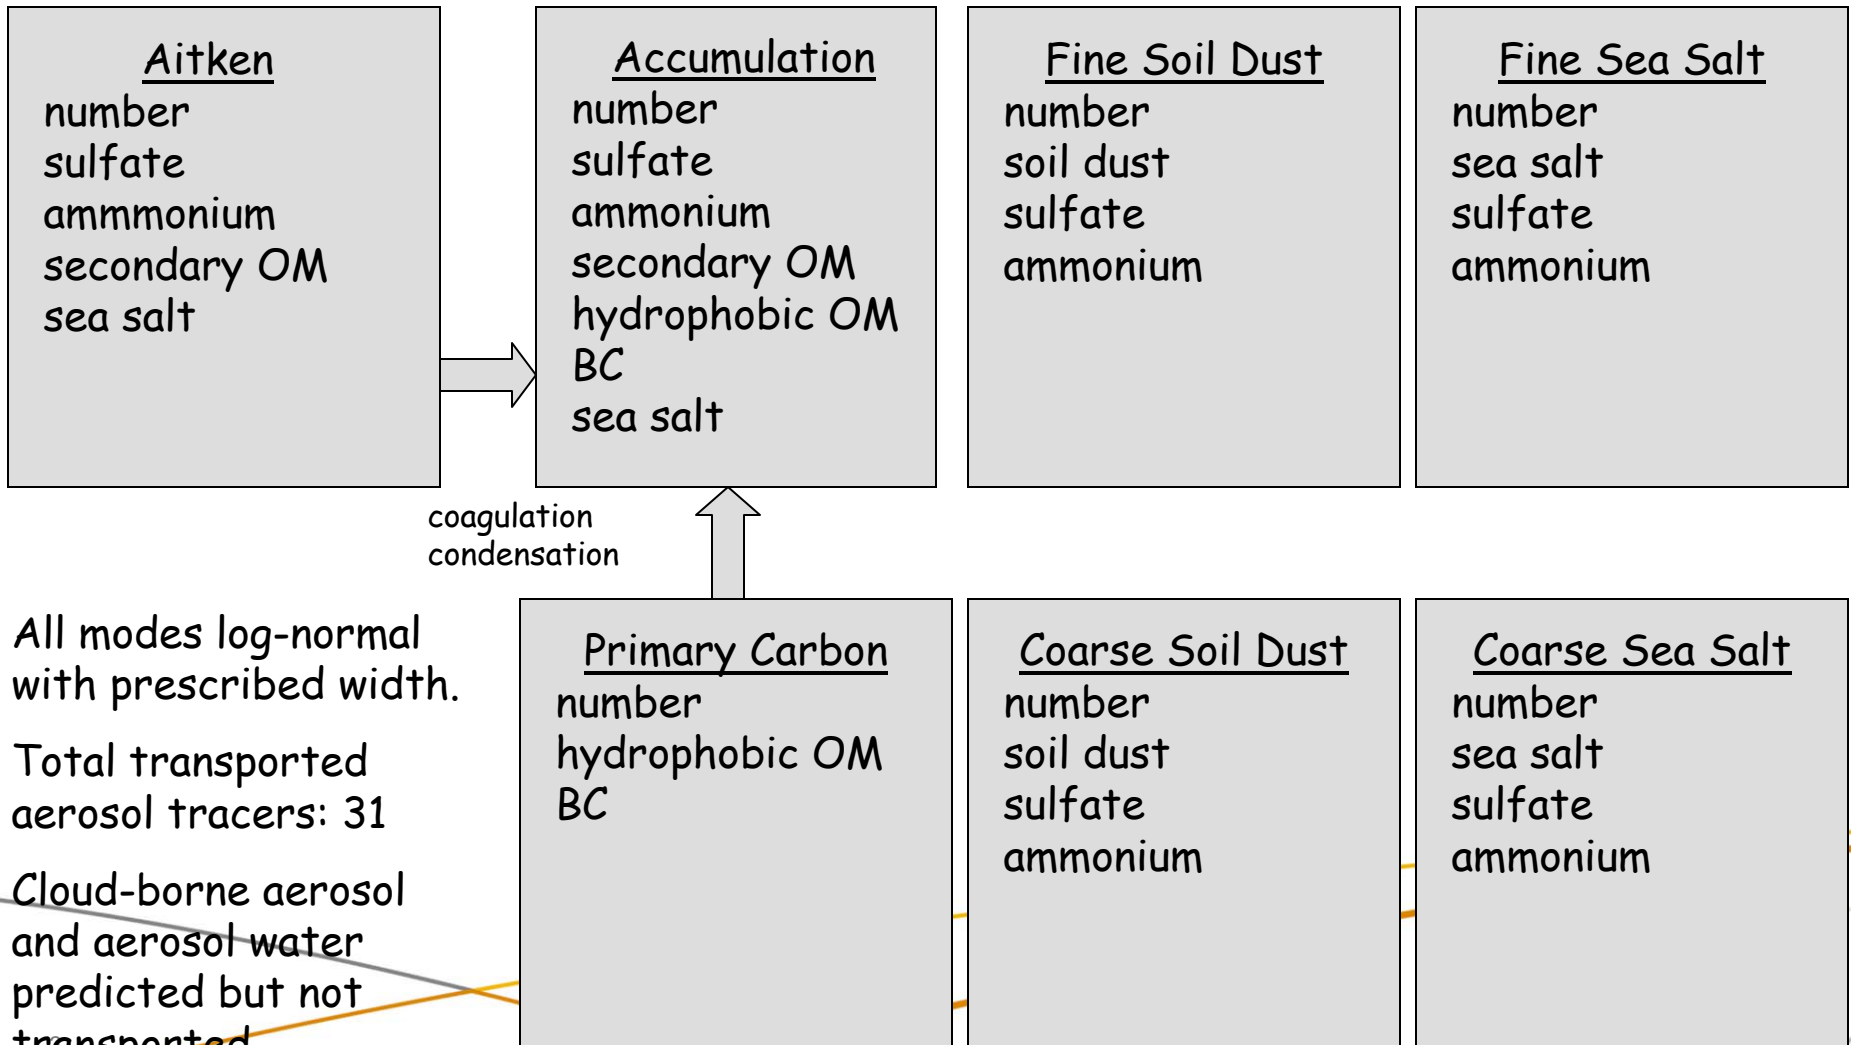 Aitken
number
sulfate
ammmonium
secondary OM
sea salt
Accumulation
number
sulfate
ammonium
secondary OM
hydrophobic OM
BC
sea salt
Fine Soil Dust
number
soil dust
sulfate
ammonium
Fine Sea Salt
number
sea salt
sulfate
ammonium
coagulation
condensation
All modes log-normal
with prescribed width.
Total transported
aerosol tracers: 31
Cloud-borne aerosol
and aerosol water
predicted but not
transported
Primary Carbon
number
hydrophobic OM
BC
Coarse Soil Dust
number
soil dust
sulfate
ammonium
Coarse Sea Salt
number
sea salt
sulfate
ammonium